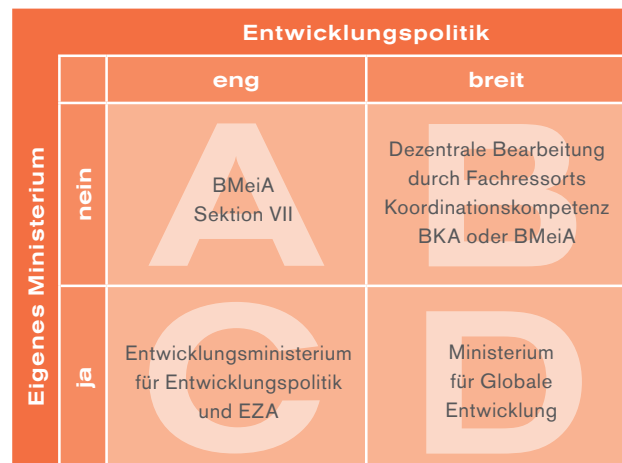 Entwicklungspolitik
eng
breit
Eigenes Ministerium
nein
A
BMeiA
Sektion VII
B
Dezentrale Bearbeitung
durch Fachressorts
Koordinationskompetenz
BKA oder BMeiA
ja
C
Entwicklungsministerium
für Entwicklungspolitik
und EZA
D
Ministerium
für Globale
Entwicklung